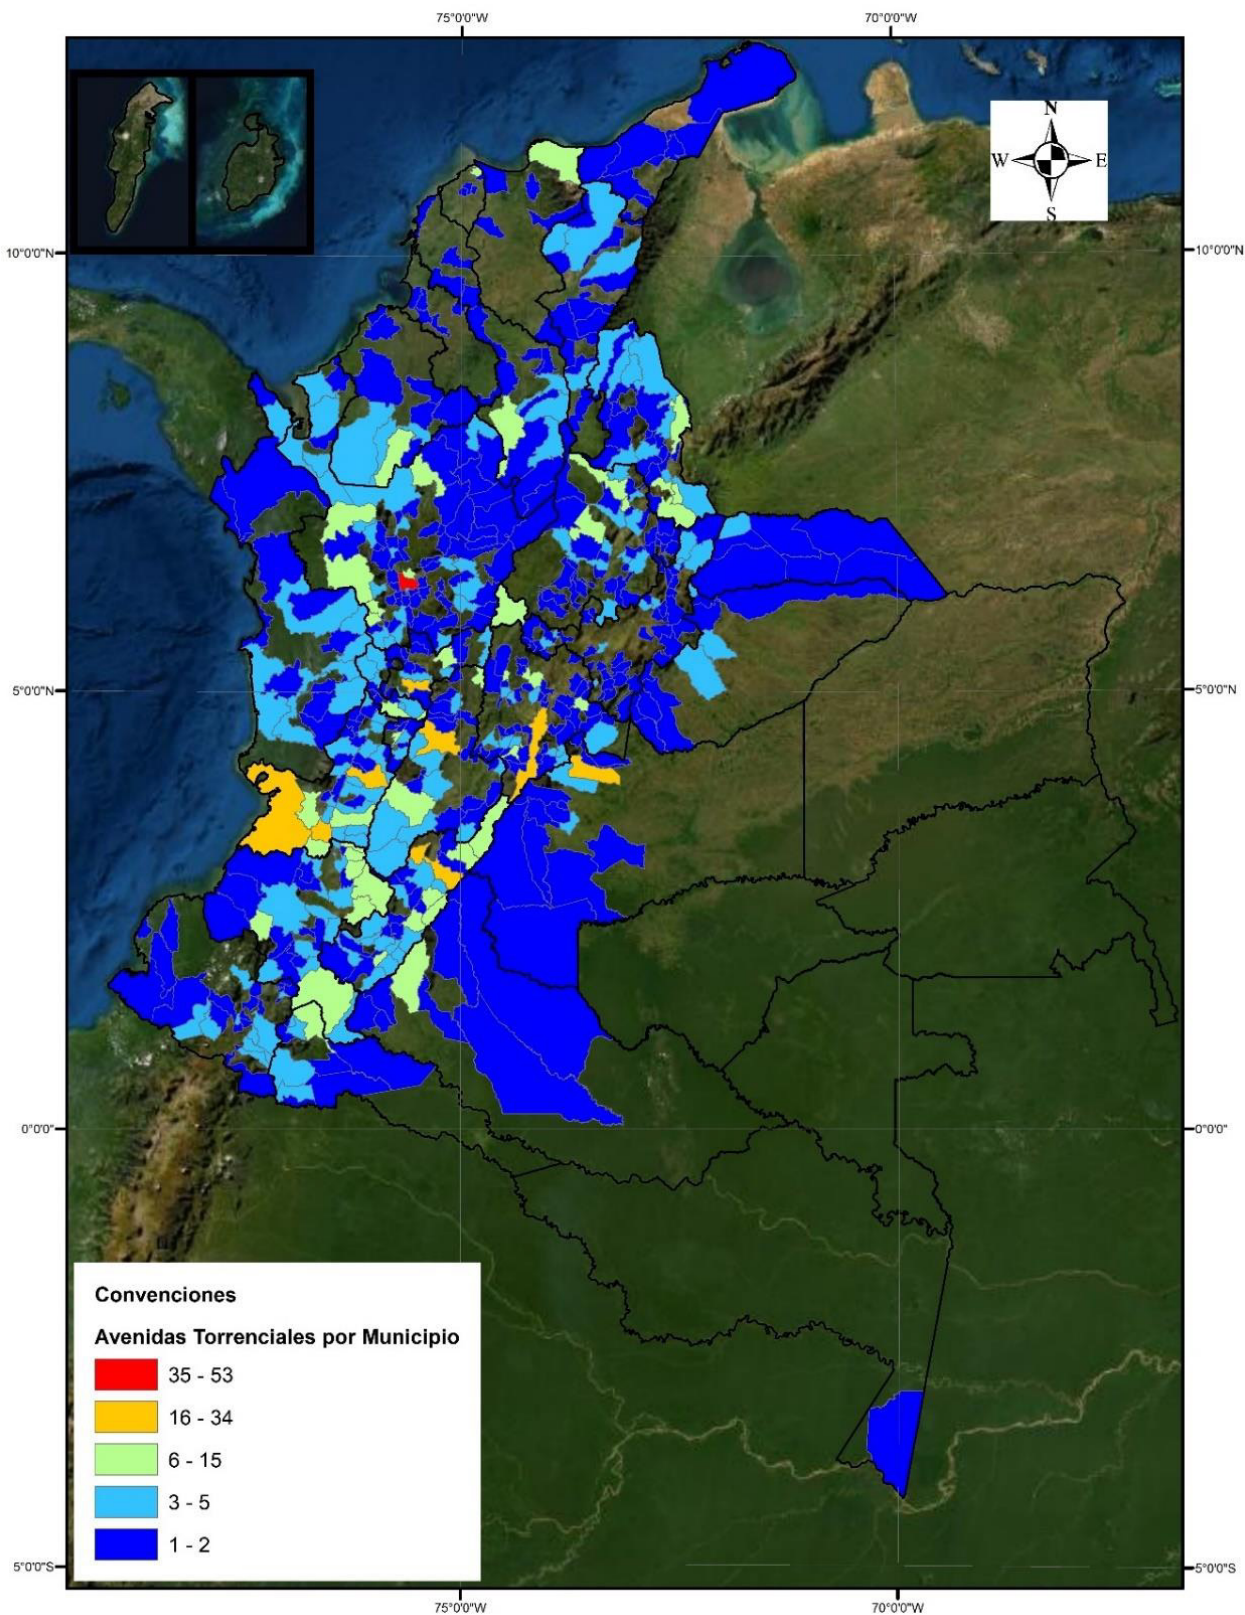 75°0'0"W 70°0'0"W
N
W E
S
10°0'0"N 10°0'0"N
5°0'0"N 5°0'0"N
0°0'0" 0°0'0"
Convenciones
Avenidas Torrenciales por Municipio
35 - 53
16 - 34
6 - 15
3 - 5
1 - 2
5°0'0"S 5°0'0"S
75°0'0"W 70°0'0"W